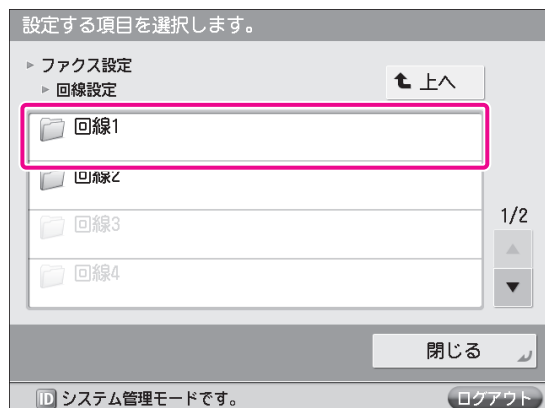 設定する項目を選択します。
ファクス設定
回線設定
上へ
回線1
回線2
回線3
回線4
1/2
閉じる
ID システム管理モードです。
ログアウト